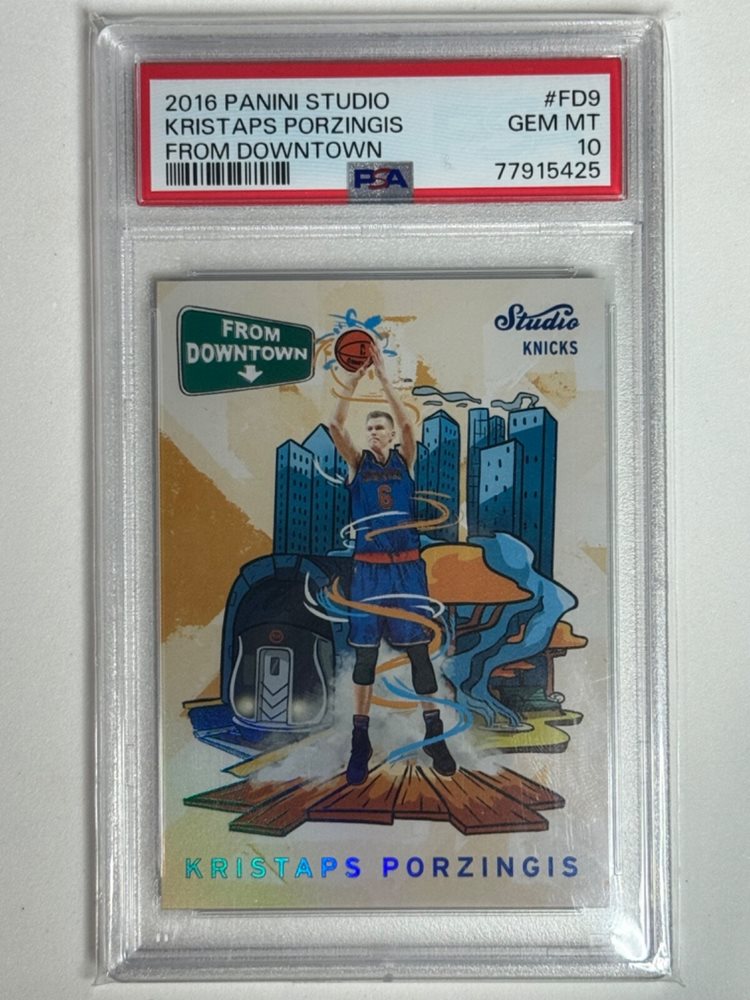 2016 PANINI STUDIO #FD9
KRISTAPS PORZINGIS GEM MT
FROM DOWNTOWN 10
PSA 77915425
FROM
DOWNTOWN
Studio
KNICKS
6
KRISTAPS PORZINGIS